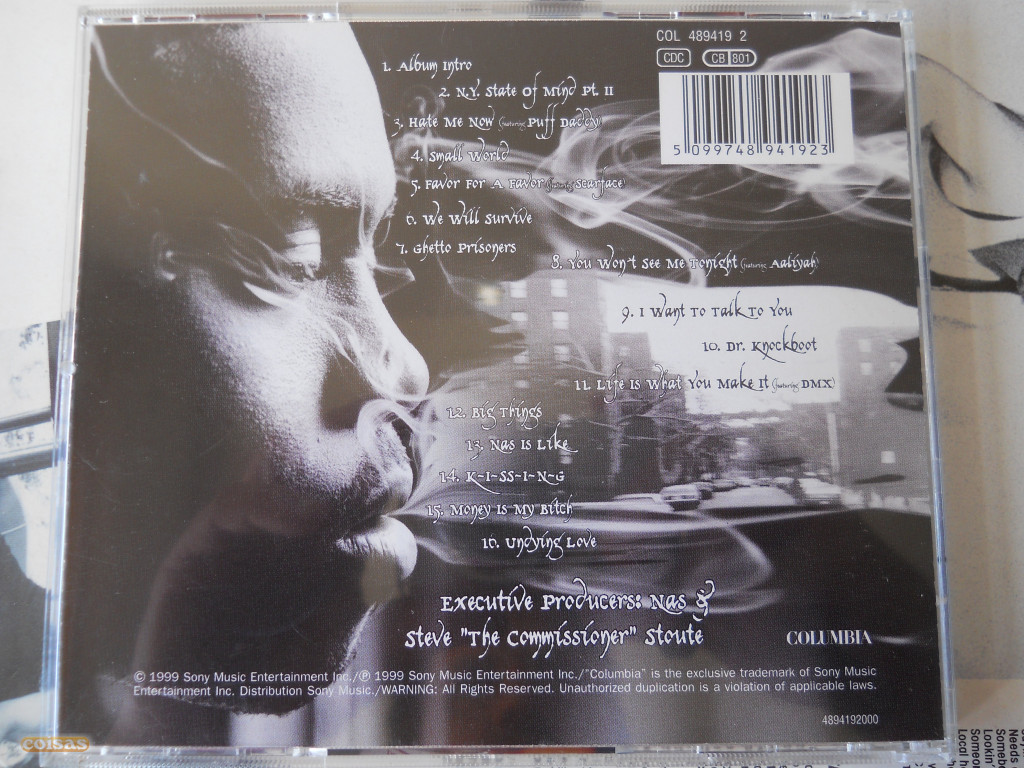 COL 489419 2
CDC CB 801
5 099748 941923
1. Album Intro
2. N.Y. State Of Mind Pt. II
3. Hate Me Now (featuring Puff Daddy)
4. Small World
5. Favor For A Favor (featuring Scarface)
6. We Will Survive
7. Ghetto Prisoners
8. You Won't See Me Tonight (featuring Aaliyah)
9. I Want To Talk To You
10. Dr. Knockboot
11. Life Is What You Make It (featuring DMX)
12. Big Things
13. Nas Is Like
14. K-I-SS-I-N-G
15. Money Is My Bitch
16. Undying Love
Executive Producers: Nas &
Steve "The Commissioner" Stoute
COLUMBIA
© 1999 Sony Music Entertainment Inc./℗ 1999 Sony Music Entertainment Inc./"Columbia" is the exclusive trademark of Sony Music
Entertainment Inc. Distribution Sony Music./WARNING: All Rights Reserved. Unauthorized duplication is a violation of applicable laws.
4894192000
coisas
Needs
Someb
Lookin'
Someo
Local h